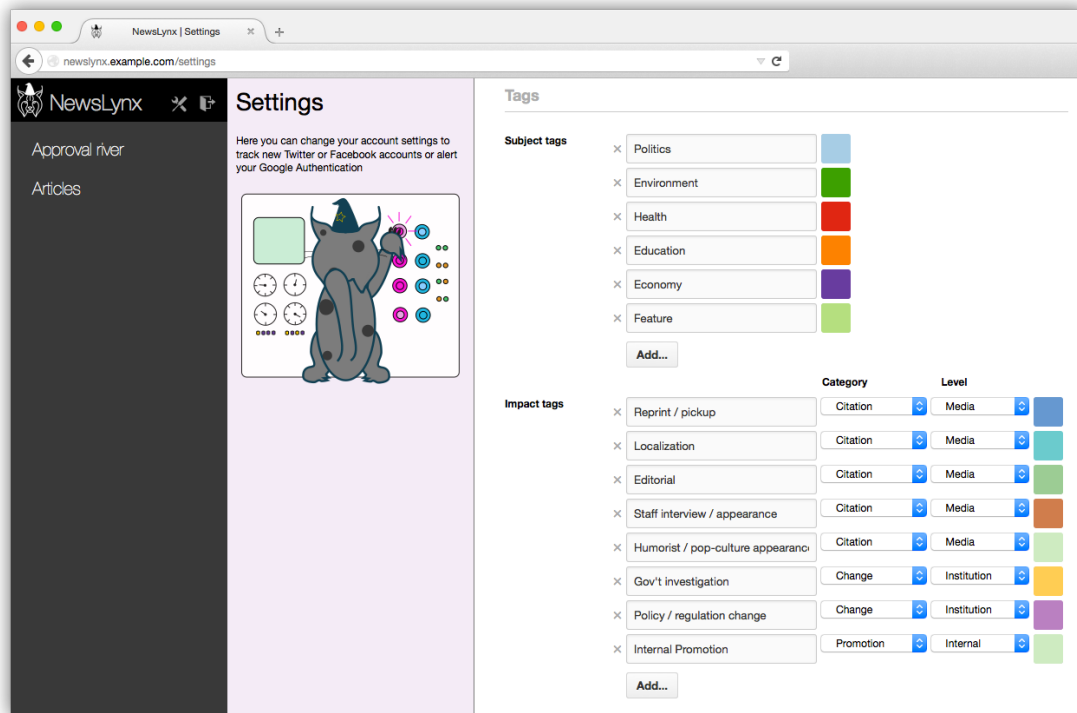 NewsLynx | Settings
newslynx.example.com/settings
NewsLynx
Approval river
Articles
Settings
Here you can change your account settings to
track new Twitter or Facebook accounts or alert
your Google Authentication
Tags
Subject tags
Politics
Environment
Health
Education
Economy
Feature
Add...
Category Level
Impact tags
Reprint / pickup Citation Media
Localization Citation Media
Editorial Citation Media
Staff interview / appearance Citation Media
Humorist / pop-culture appearanc Citation Media
Gov't investigation Change Institution
Policy / regulation change Change Institution
Internal Promotion Promotion Internal
Add...